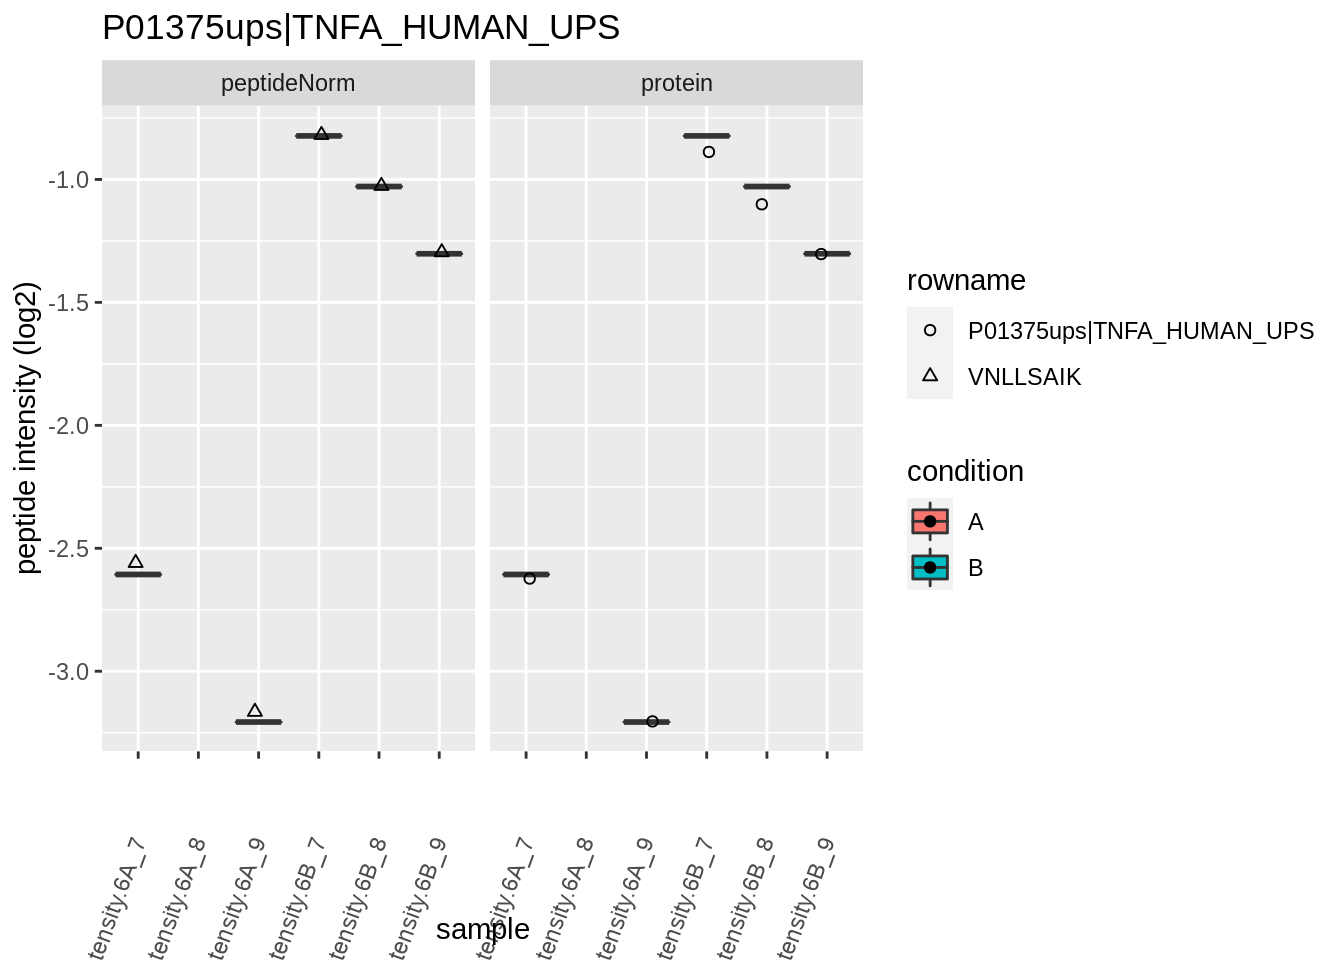 P01375ups|TNFA_HUMAN_UPS
peptideNorm
protein
peptide intensity (log2)
-1.0
-1.5
-2.0
-2.5
-3.0
tensity.6A_7
tensity.6A_8
tensity.6A_9
tensity.6B_7
tensity.6B_8
tensity.6B_9
tensity.6A_7
tensity.6A_8
tensity.6A_9
tensity.6B_7
tensity.6B_8
tensity.6B_9
sample
rowname
P01375ups|TNFA_HUMAN_UPS
VNLLSAIK
condition
A
B